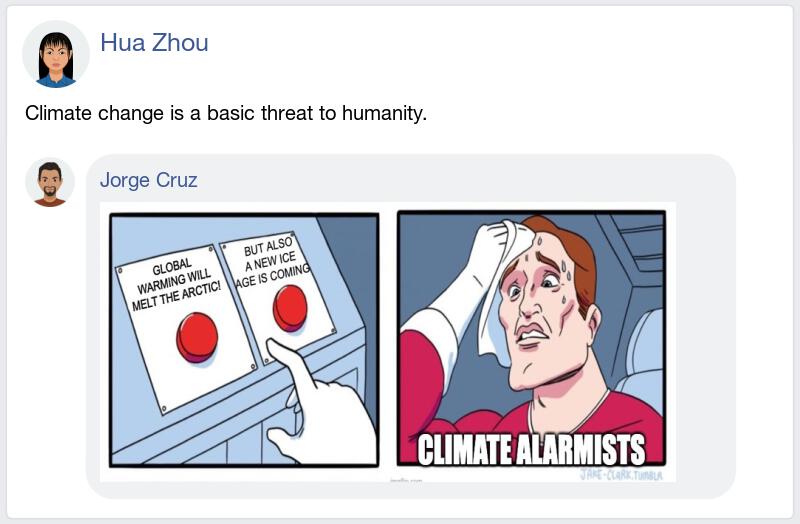 Hua Zhou
Climate change is a basic threat to humanity.
Jorge Cruz
GLOBAL
WARMING WILL
MELT THE ARCTIC!
BUT ALSO
A NEW ICE
AGE IS COMING
CLIMATE ALARMISTS
JAKE-CLARK.TUMBLR
imgflip.com